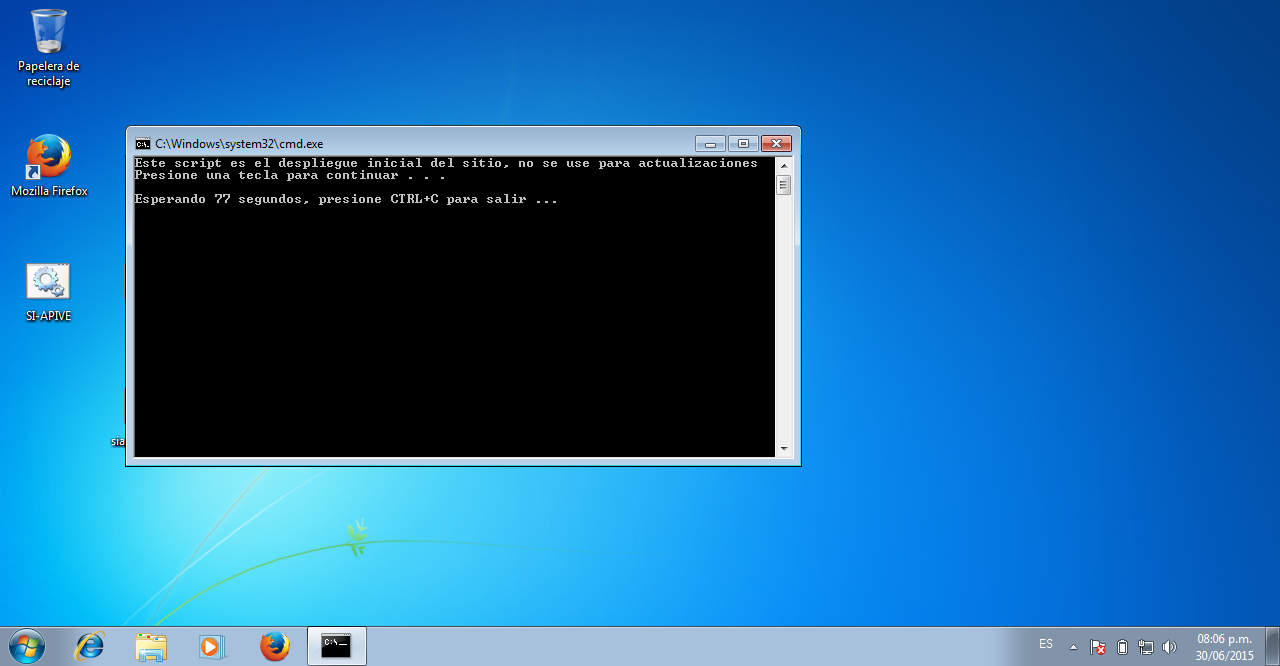 Papelera de
reciclaje
Mozilla Firefox
SI-APIVE
sia
C:\Windows\system32\cmd.exe
C:\.
Este script es el despliegue inicial del sitio, no se use para actualizaciones
Presione una tecla para continuar . . .
Esperando 77 segundos, presione CTRL+C para salir ...
C:\.
ES
08:06 p.m.
30/06/2015